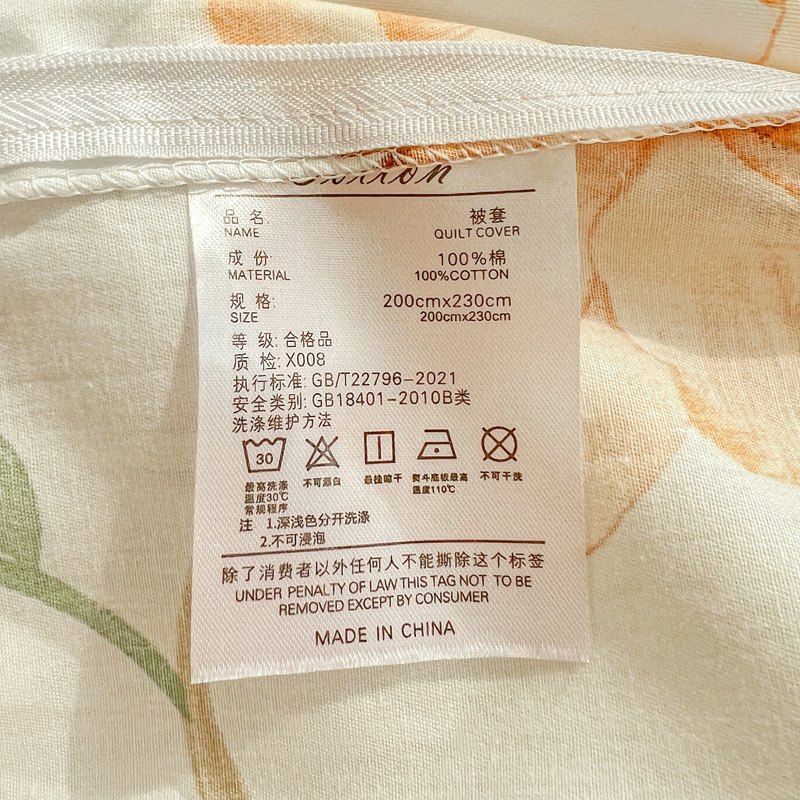 品 名:
被套
NAME
QUILT COVER
成 份:
100%棉
MATERIAL
100%COTTON
规 格:
200cmx230cm
SIZE
200cmx230cm
等 级: 合格品
质 检: X008
执行标准: GB/T22796-2021
安全类别: GB18401-2010B类
洗涤维护方法
30
最高洗涤
温度30℃
常规程序
不可漂白
悬挂晾干
熨斗底板最高
温度110℃
不可干洗
注 1.深浅色分开洗涤
2.不可浸泡
除了消费者以外任何人不能撕除这个标签
UNDER PENALTY OF LAW THIS TAG NOT TO BE
REMOVED EXCEPT BY CONSUMER
MADE IN CHINA